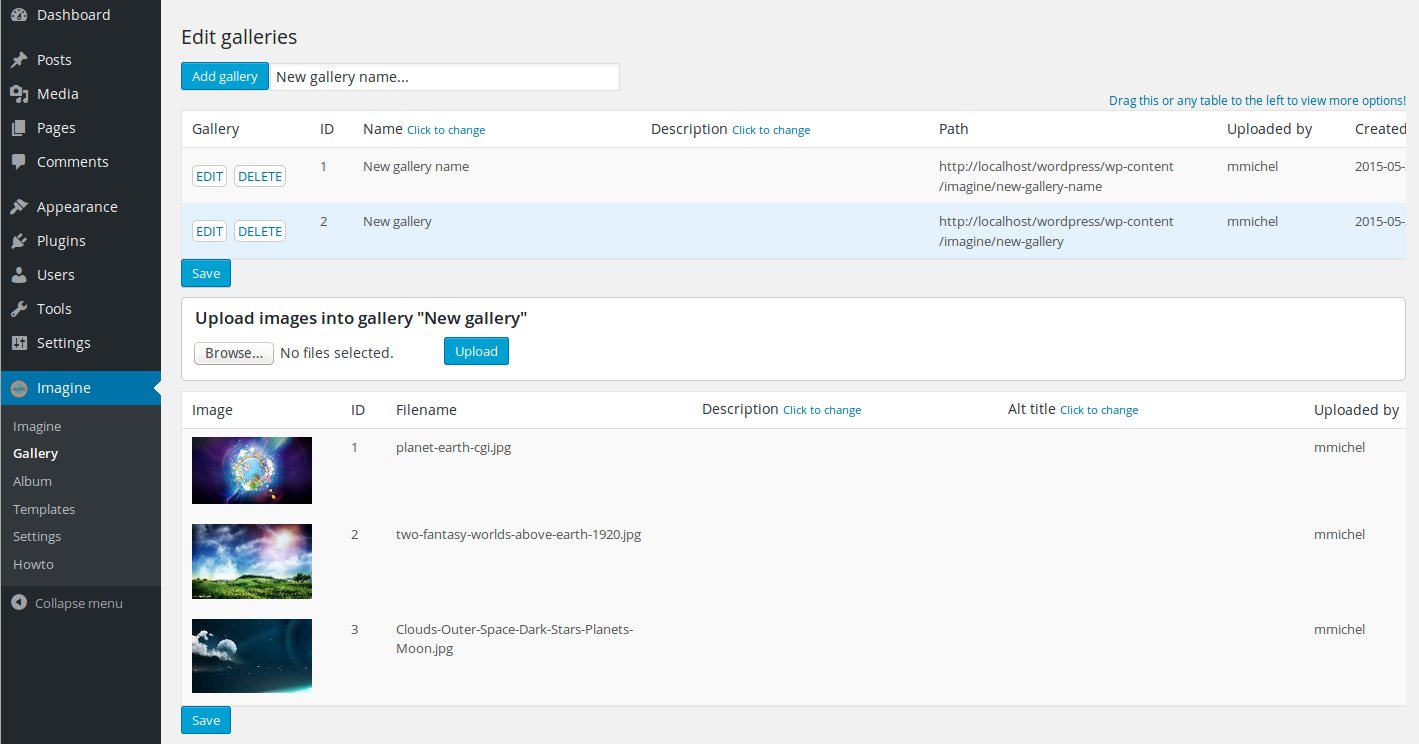 Dashboard
Posts
Media
Pages
Comments
Appearance
Plugins
Users
Tools
Settings
Imagine
Imagine
Gallery
Album
Templates
Settings
Howto
Collapse menu
Edit galleries
Add gallery New gallery name...
Drag this or any table to the left to view more options!
Gallery ID Name Click to change Description Click to change Path Uploaded by Created
EDIT DELETE 1 New gallery name http://localhost/wordpress/wp-content mmichel 2015-05-
/imagine/new-gallery-name
EDIT DELETE 2 New gallery http://localhost/wordpress/wp-content mmichel 2015-05-
/imagine/new-gallery
Save
Upload images into gallery "New gallery"
Browse... No files selected. Upload
Image ID Filename Description Click to change Alt title Click to change Uploaded by
1 planet-earth-cgi.jpg mmichel
2 two-fantasy-worlds-above-earth-1920.jpg mmichel
3 Clouds-Outer-Space-Dark-Stars-Planets- mmichel
Moon.jpg
Save